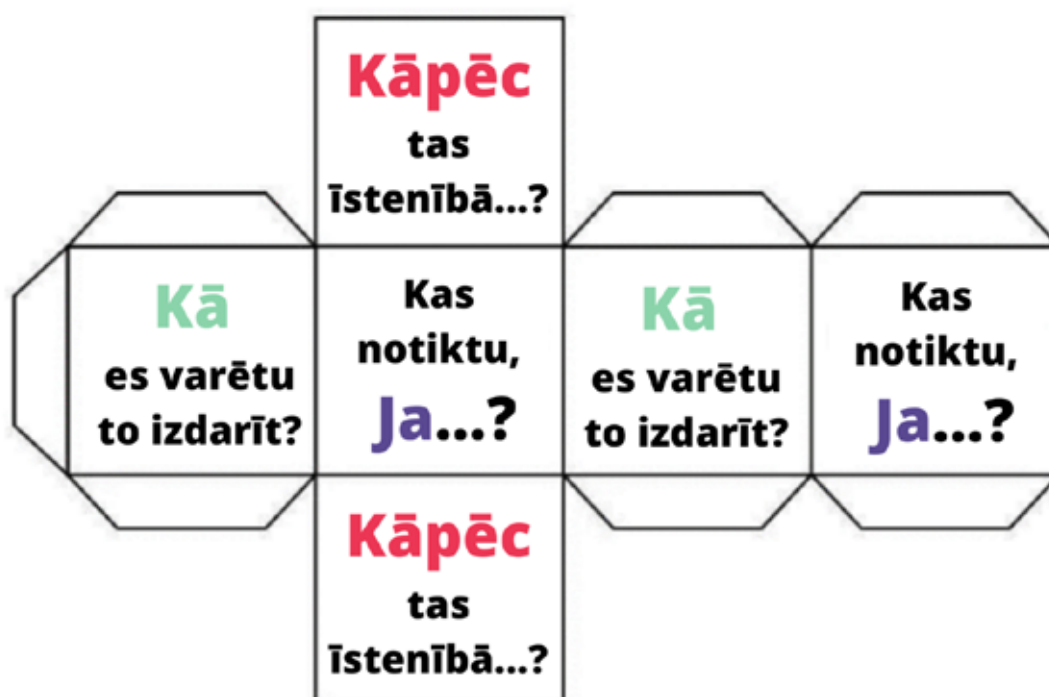 Kāpēc
tas
īstenībā...?
Kā
es varētu
to izdarīt?
Kas
notiktu,
Ja...?
Kā
es varētu
to izdarīt?
Kas
notiktu,
Ja...?
Kāpēc
tas
īstenībā...?